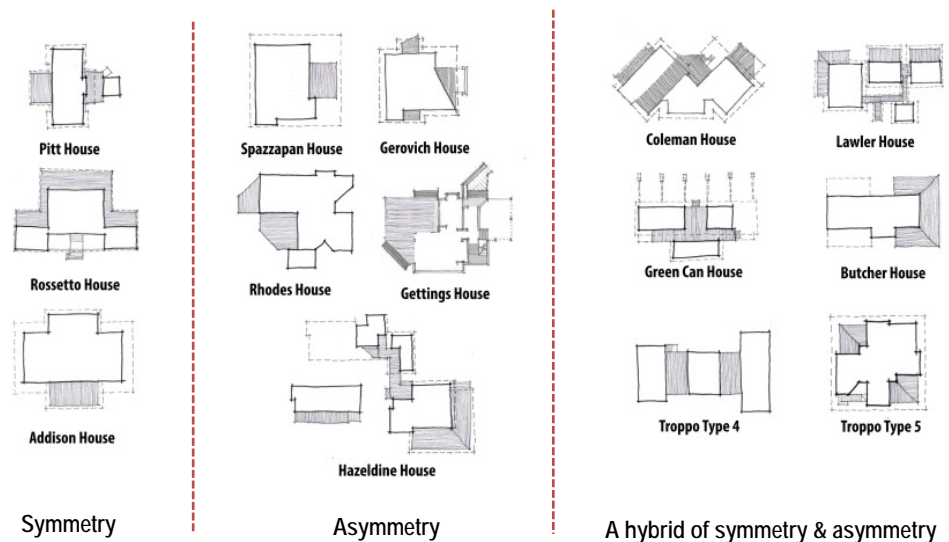 Pitt House
Rossetto House
Addison House
Symmetry
Spazzapan House
Gerovich House
Rhodes House
Gettings House
Hazeldine House
Asymmetry
Coleman House
Lawler House
Green Can House
Butcher House
Troppo Type 4
Troppo Type 5
A hybrid of symmetry & asymmetry